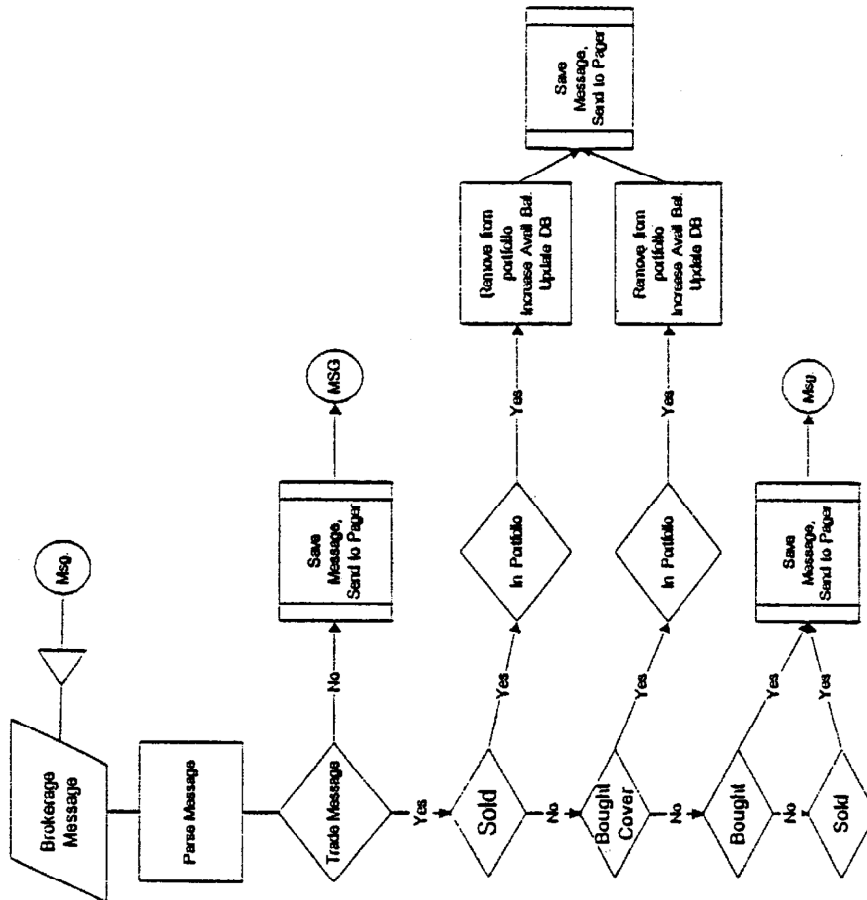 Brokerage
Message
Msg.
Parse Message
Trade Message
No
Save
Message,
Send to Pager
MSG
Yes
Sold
Yes
In Portfolio
Yes
Remove from
portfolio
Increase Avail Bal.
Update DB
Save
Message,
Send to Pager
No
Bought
Cover
Yes
In Portfolio
Yes
Remove from
portfolio
Increase Avail Bal.
Update DB
No
Bought
Yes
Save
Message,
Send to Pager
Msg.
No
Sold
Yes